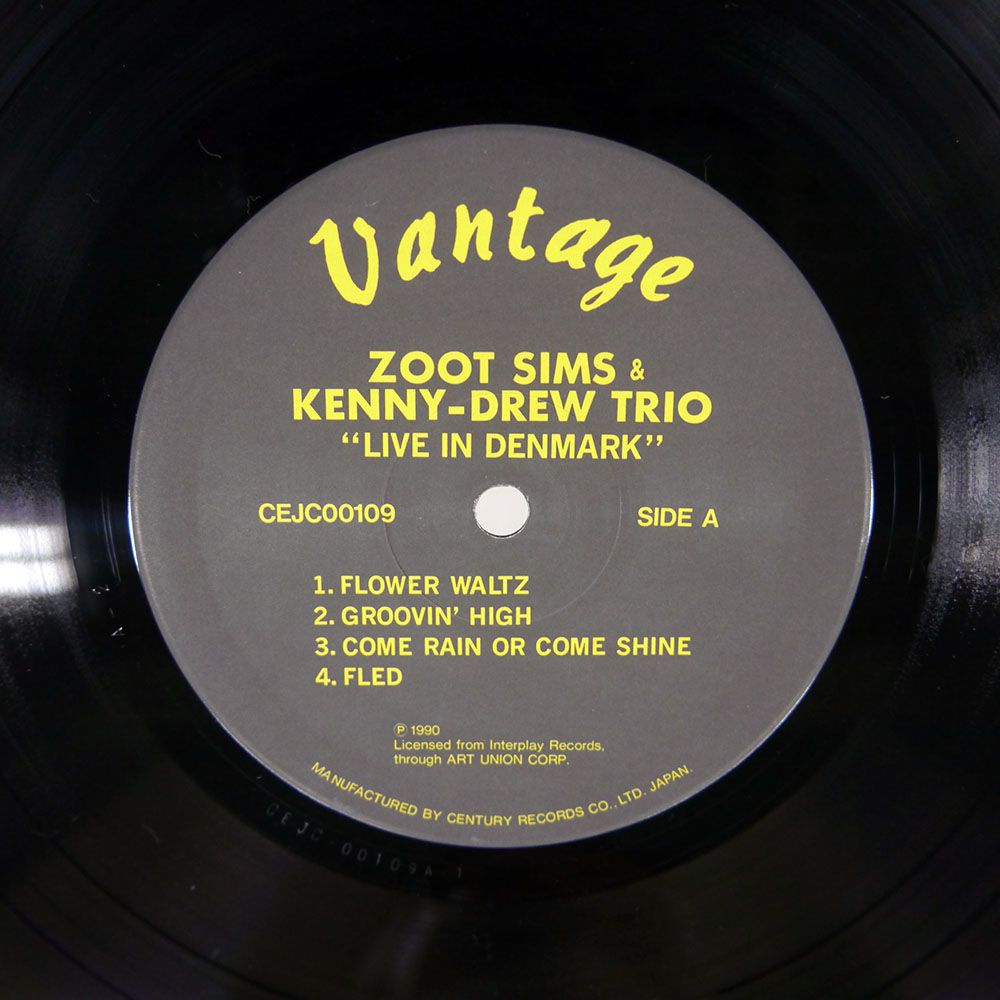 Vantage
ZOOT SIMS &
KENNY-DREW TRIO
“LIVE IN DENMARK”
CEJC00109 SIDE A
1. FLOWER WALTZ
2. GROOVIN’ HIGH
3. COME RAIN OR COME SHINE
4. FLED
Ⓟ 1990
Licensed from Interplay Records,
through ART UNION CORP.
MANUFACTURED BY CENTURY RECORDS CO., LTD. JAPAN.
CEJC-00109A 1